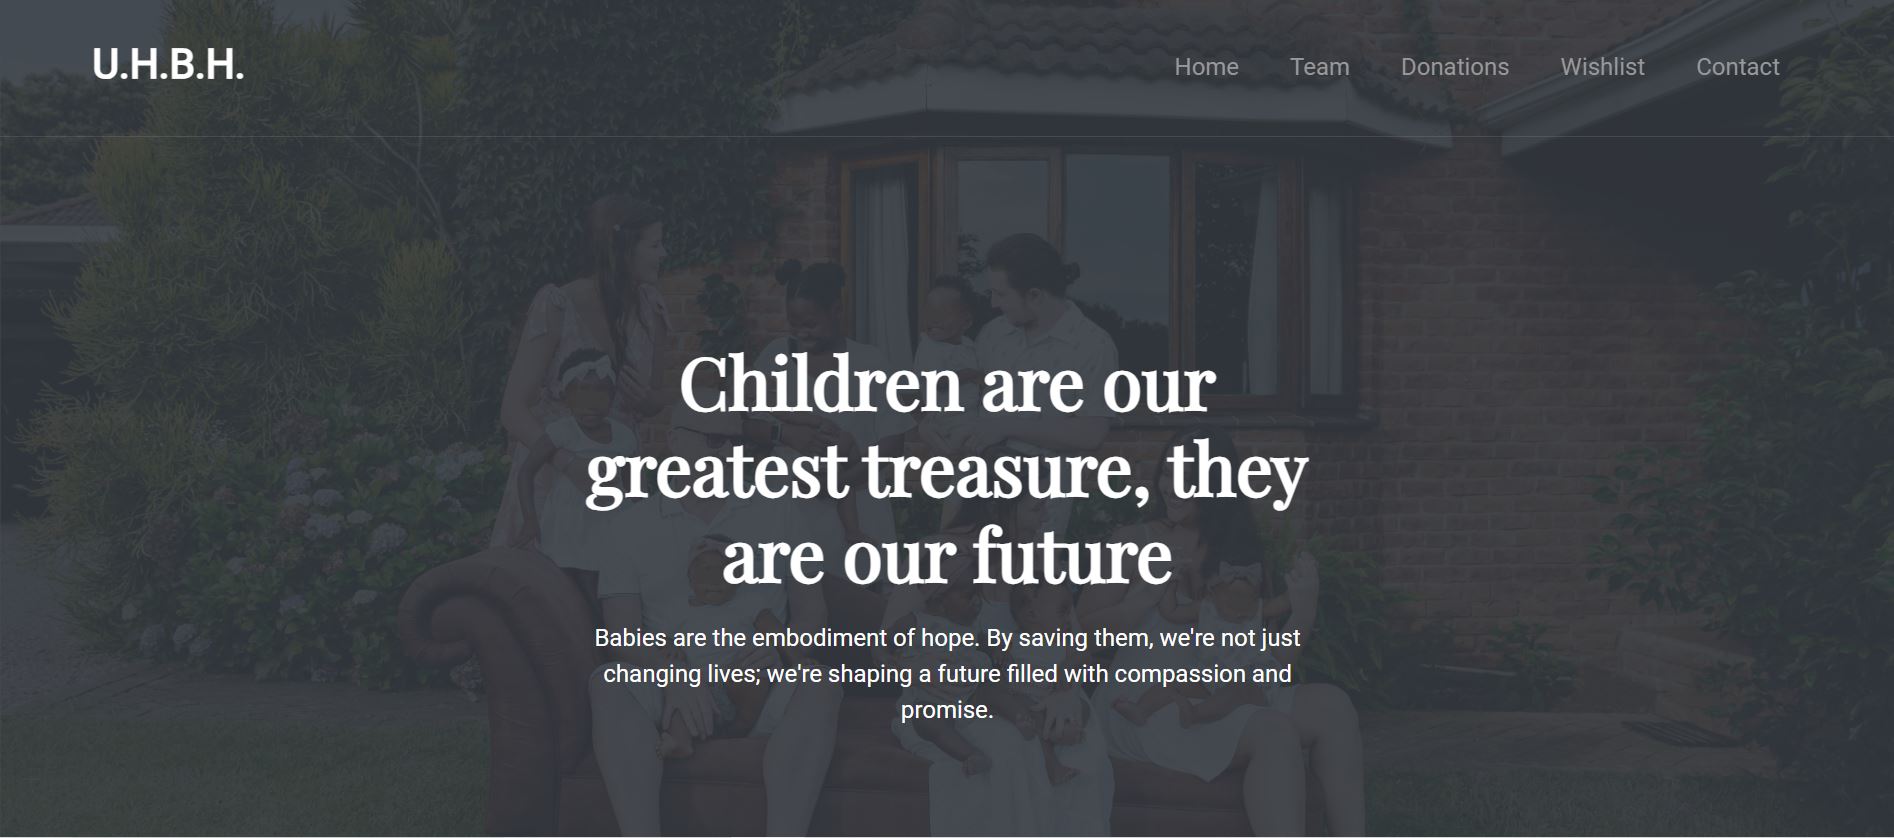 U.H.B.H.
Home Team Donations Wishlist Contact
Children are our
greatest treasure, they
are our future
Babies are the embodiment of hope. By saving them, we're not just
changing lives; we're shaping a future filled with compassion and
promise.